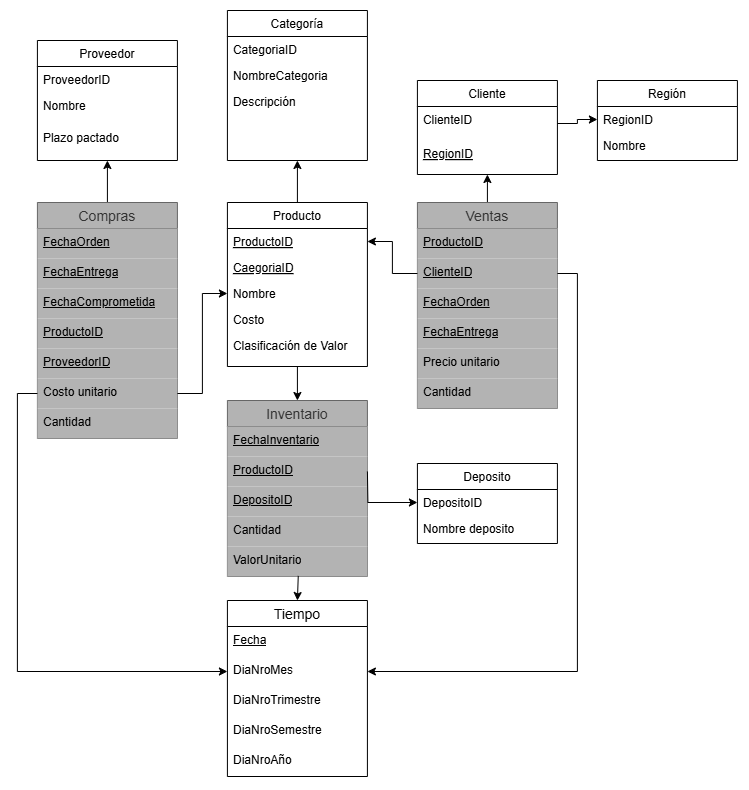 Categoría
CategoriaID
NombreCategoria
Descripción
Proveedor
ProveedorID
Nombre
Plazo pactado
Cliente
ClienteID
RegionID
Región
RegionID
Nombre
Compras
FechaOrden
FechaEntrega
FechaComprometida
ProductoID
ProveedorID
Costo unitario
Cantidad
Producto
ProductoID
CaegoriaID
Nombre
Costo
Clasificación de Valor
Ventas
ProductoID
ClienteID
FechaOrden
FechaEntrega
Precio unitario
Cantidad
Inventario
FechaInventario
ProductoID
DepositoID
Cantidad
ValorUnitario
Deposito
DepositoID
Nombre deposito
Tiempo
Fecha
DiaNroMes
DiaNroTrimestre
DiaNroSemestre
DiaNroAño